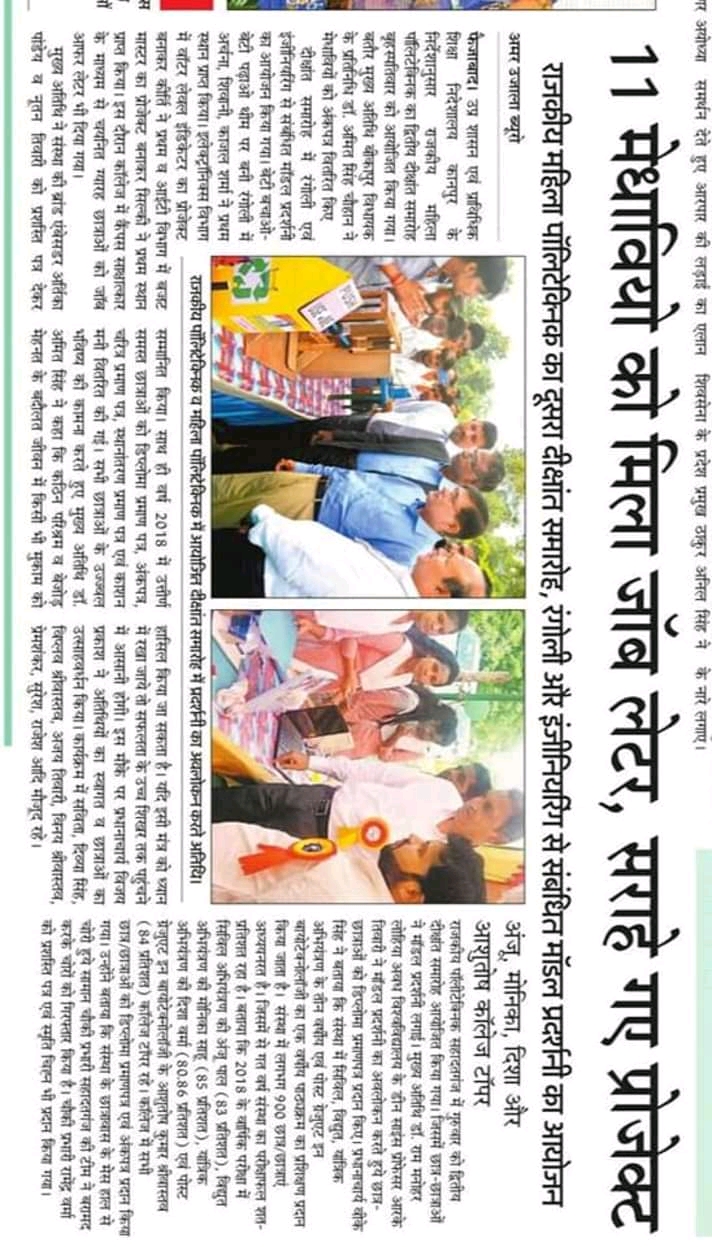 र अयोध्या समर्थन देते हुए आरपार की लड़ाई का एलान शिवसेना के प्रदेश प्रमुख ठाकुर अनिल सिंह ने के नारे लगाए।
11 मेधावियो को मिला जॉब लेटर, सराहे गए प्रोजेक्ट
राजकीय महिला पॉलिटेक्निक का दूसरा दीक्षांत समारोह, रंगोली और इंजीनियरिंग से संबंधित मॉडल प्रदर्शनी का आयोजन
अमर उजाला ब्यूरो
फैजाबाद। उप्र शासन एवं प्राविधिक
शिक्षा निदेशालय कानपुर के
निर्देशानुसार राजकीय महिला
पॉलिटेक्निक का द्वितीय दीक्षांत समारोह
बृहस्पतिवार को आयोजित किया गया।
बतौर मुख्य अतिथि बीकापुर विधायक
के प्रतिनिधि डॉ. अमित सिंह चौहान ने
मेधावियों को अंकपत्र वितरित किए
दीक्षांत समारोह में रंगोली एवं
इंजीनियरिंग से संबंधित मॉडल प्रदर्शनी
का आयोजन किया गया। बेटी बचाओ-
बेटी पढ़ाओ थीम पर बनी रंगोली में
अर्चना, शिवानी, काजल शर्मा ने प्रथम
स्थान प्राप्त किया। इलेक्ट्रॉनिक्स विभाग
में वॉटर लेवल इंडिकेटर का प्रोजेक्ट
बनाकर कीर्ति ने प्रथम व आईटी विभाग में बजट
मास्टर का प्रोजेक्ट बनाकर सिल्की ने प्रथम स्थान
प्राप्त किया। इस दौरान कॉलेज में कैंपस साक्षात्कार
के माध्यम से चयनित ग्यारह छात्राओं को जॉब
आफर लेटर भी दिया गया।
मुख्य अतिथि ने संस्था की ब्रांड एंबेसडर अर्तिका
पांडेय व नूतन तिवारी को प्रशस्ति पत्र देकर
राजकीय पॉलिटेक्निक व महिला पॉलिटेक्निक में आयोजित दीक्षांत समारोह में प्रदर्शनी का अवलोकन करते अतिथि।
सम्मानित किया। साथ ही वर्ष 2018 में उत्तीर्ण
समस्त छात्राओं को डिप्लोमा प्रमाण पत्र, अंकपत्र,
चरित्र प्रमाण पत्र, स्थानांतरण प्रमाण पत्र एवं काशन
मनी वितरित की गई। सभी छात्राओं के उज्ज्वल
भविष्य की कामना करते हुए मुख्य अतिथि डॉ.
अमित सिंह ने कहा कि कठिन परिश्रम व बेजोड़
मेहनत के बदौलत जीवन में किसी भी मुकाम को
हासिल किया जा सकता है। यदि इसी मंत्र को ध्यान
में रखा जाये तो सफलता के उच्च शिखर तक पहुंचने
में आसानी होगी। इस मौके पर प्रधानाचार्य विजय
प्रकाश ने अतिथियों का स्वागत व छात्राओं का
उत्साहवर्धन किया। कार्यक्रम में सविता, दिव्या सिंह,
विप्लव श्रीवास्तव, अजय तिवारी, विनय श्रीवास्तव,
प्रेमशंकर, सुरेश, राजेश आदि मौजूद रहे।
अंजू, मोनिका, दिशा और
आशुतोष कॉलेज टॉपर
राजकीय पॉलीटेक्निक सहादतगंज में गुरुवार को द्वितीय
दीक्षांत समारोह आयोजित किया गया। जिसमें छात्र-छात्राओं
ने मॉडल प्रदर्शनी लगाई। मुख्य अतिथि डॉ. राम मनोहर
लोहिया अवध विश्वविद्यालय के डीन साइंस प्रोफेसर आरके
तिवारी ने मॉडल प्रदर्शनी का अवलोकन करते हुये छात्र-
छात्राओं को डिप्लोमा प्रमाणपत्र प्रदान किए। प्रधानाचार्य वीके
सिंह ने बताया कि संस्था में सिविल, विद्युत, यांत्रिक
अभियंत्रण के तीन वर्षीय एवं पोस्ट ग्रेजुएट इन
बायोटेक्नोलॉजी का एक वर्षीय पाठ्यक्रम का प्रशिक्षण प्रदान
किया जाता है। संस्था में लगभग 900 छात्र/छात्राएं
अध्ययनरत है। जिसमें से गत वर्ष संस्था का परीक्षाफल शत-
प्रतिशत रहा है। बताया कि 2018 के वार्षिक परीक्षा में
सिविल अभियंत्रण की अंजू पाल (83 प्रतिशत), विद्युत
अभियंत्रण की मोनिका साहू (85 प्रतिशत), यांत्रिक
अभियंत्रण की दिशा वर्मा (80.86 प्रतिशत) एवं पोस्ट
ग्रेजुएट इन बायोटेक्नोलॉजी के आशुतोष कुमार श्रीवास्तव
(84 प्रतिशत) कॉलेज टॉपर रहे। कॉलेज में सभी
छात्र/छात्राओं को डिप्लोमा प्रमाणपत्र एवं अंकपत्र प्रदान किया
गया। उन्होंने बताया कि संस्था के छात्रावास के मेस हाल से
चोरी हुये सामान चौकी प्रभारी सहादतगंज की टीम ने बरामद
करके चोरों को गिरफ्तार किया है। चौकी प्रभारी रामेंद्र वर्मा
को प्रशस्ति पत्र एवं स्मृति चिह्न भी प्रदान किया गया।